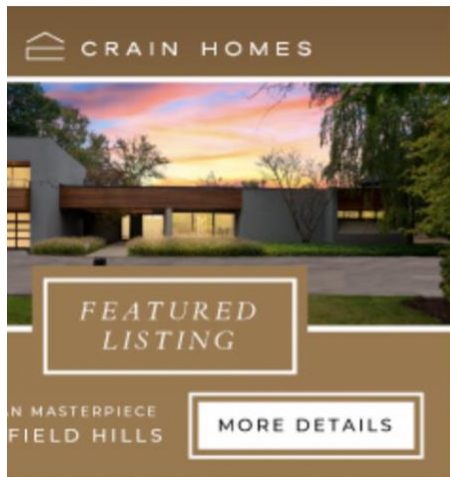 CRAIN HOMES
FEATURED
LISTING
AN MASTERPIECE
FIELD HILLS
MORE DETAILS